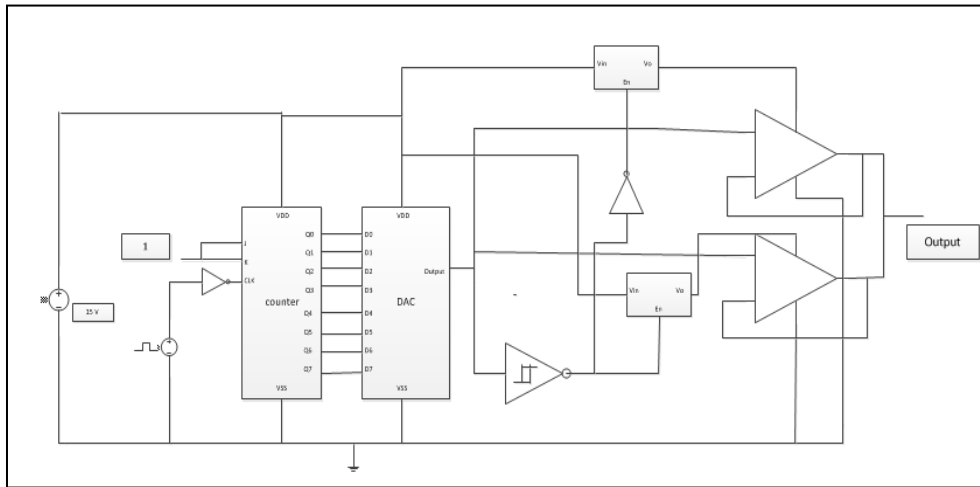 Vin
Vo
En
VDD
VDD
1
J
K
CLK
Q0
Q1
Q2
Q3
Q4
Q5
Q6
Q7
counter
VSS
D0
D1
D2
D3
D4
D5
D6
D7
Output
DAC
VSS
Vin
Vo
En
Output
15 V